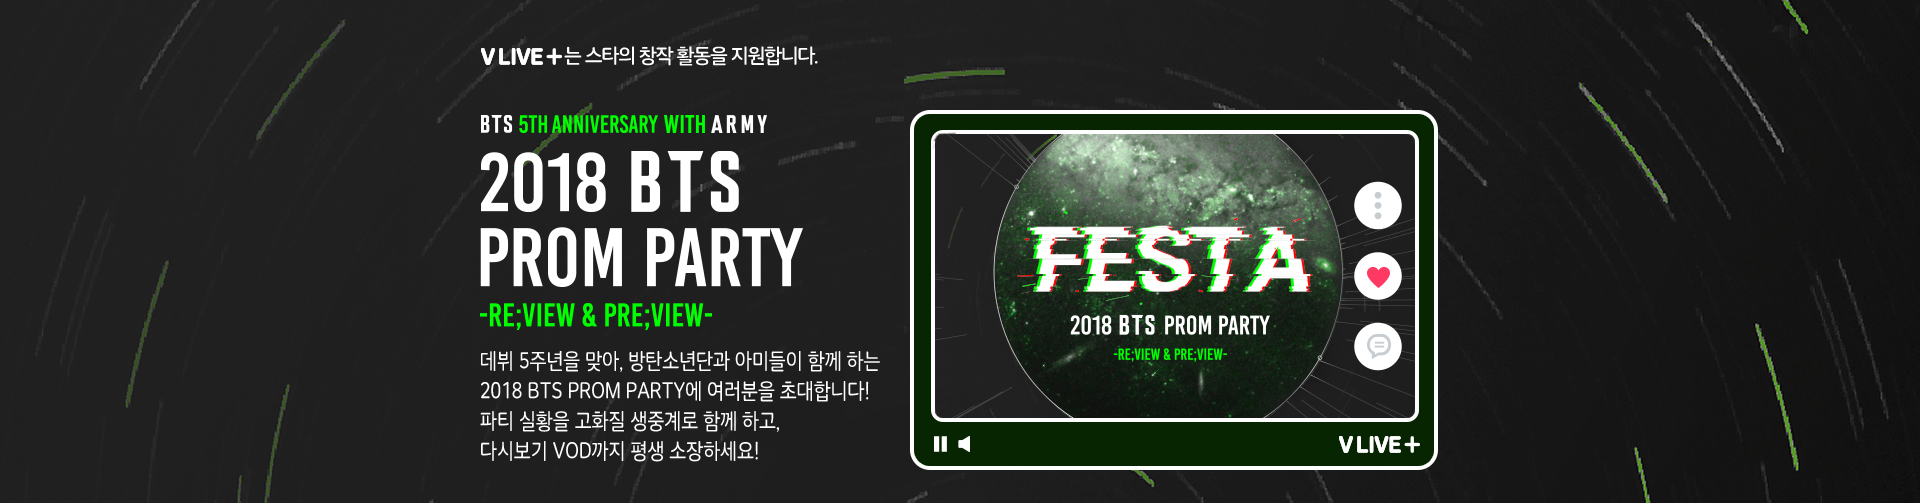 V LIVE+는 스타의 창작 활동을 지원합니다.
BTS 5TH ANNIVERSARY WITH ARMY
2018 BTS
PROM PARTY
-RE;VIEW & PRE;VIEW-
데뷔 5주년을 맞아, 방탄소년단과 아미들이 함께 하는
2018 BTS PROM PARTY에 여러분을 초대합니다!
파티 실황을 고화질 생중계로 함께 하고,
다시보기 VOD까지 평생 소장하세요!
FESTA
2018 BTS PROM PARTY
-RE;VIEW & PRE;VIEW-
V LIVE+